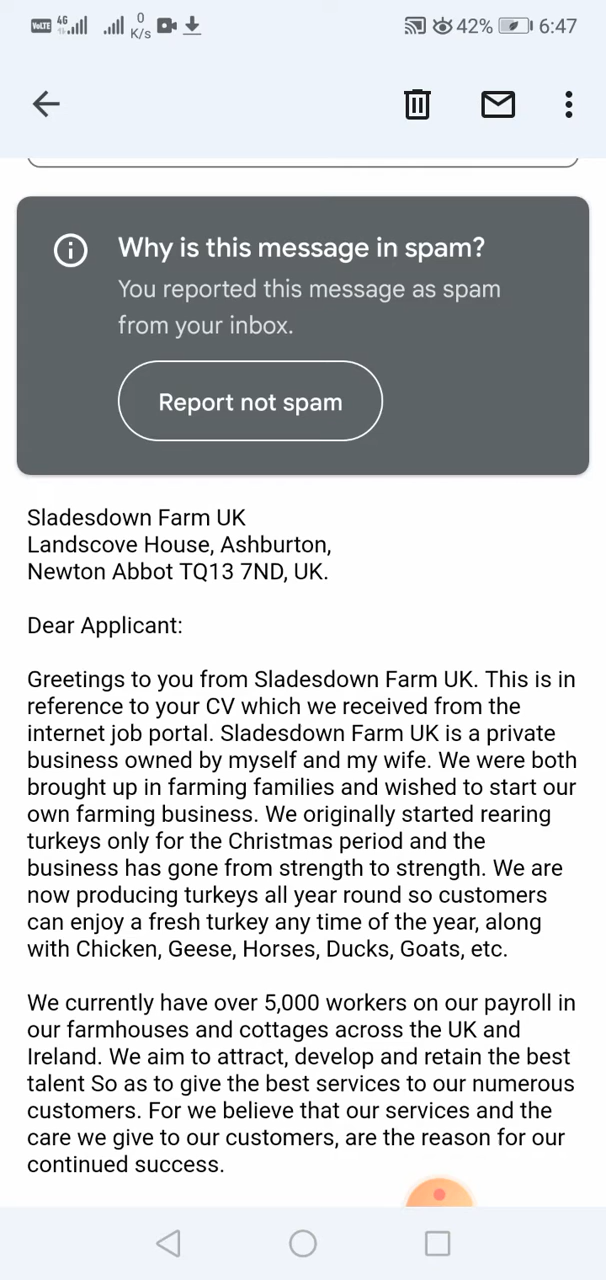 VoLTE 4G 0 K/s 42% 6:47
Why is this message in spam?
You reported this message as spam
from your inbox.
Report not spam
Sladesdown Farm UK
Landscove House, Ashburton,
Newton Abbot TQ13 7ND, UK.
Dear Applicant:
Greetings to you from Sladesdown Farm UK. This is in
reference to your CV which we received from the
internet job portal. Sladesdown Farm UK is a private
business owned by myself and my wife. We were both
brought up in farming families and wished to start our
own farming business. We originally started rearing
turkeys only for the Christmas period and the
business has gone from strength to strength. We are
now producing turkeys all year round so customers
can enjoy a fresh turkey any time of the year, along
with Chicken, Geese, Horses, Ducks, Goats, etc.
We currently have over 5,000 workers on our payroll in
our farmhouses and cottages across the UK and
Ireland. We aim to attract, develop and retain the best
talent So as to give the best services to our numerous
customers. For we believe that our services and the
care we give to our customers, are the reason for our
continued success.